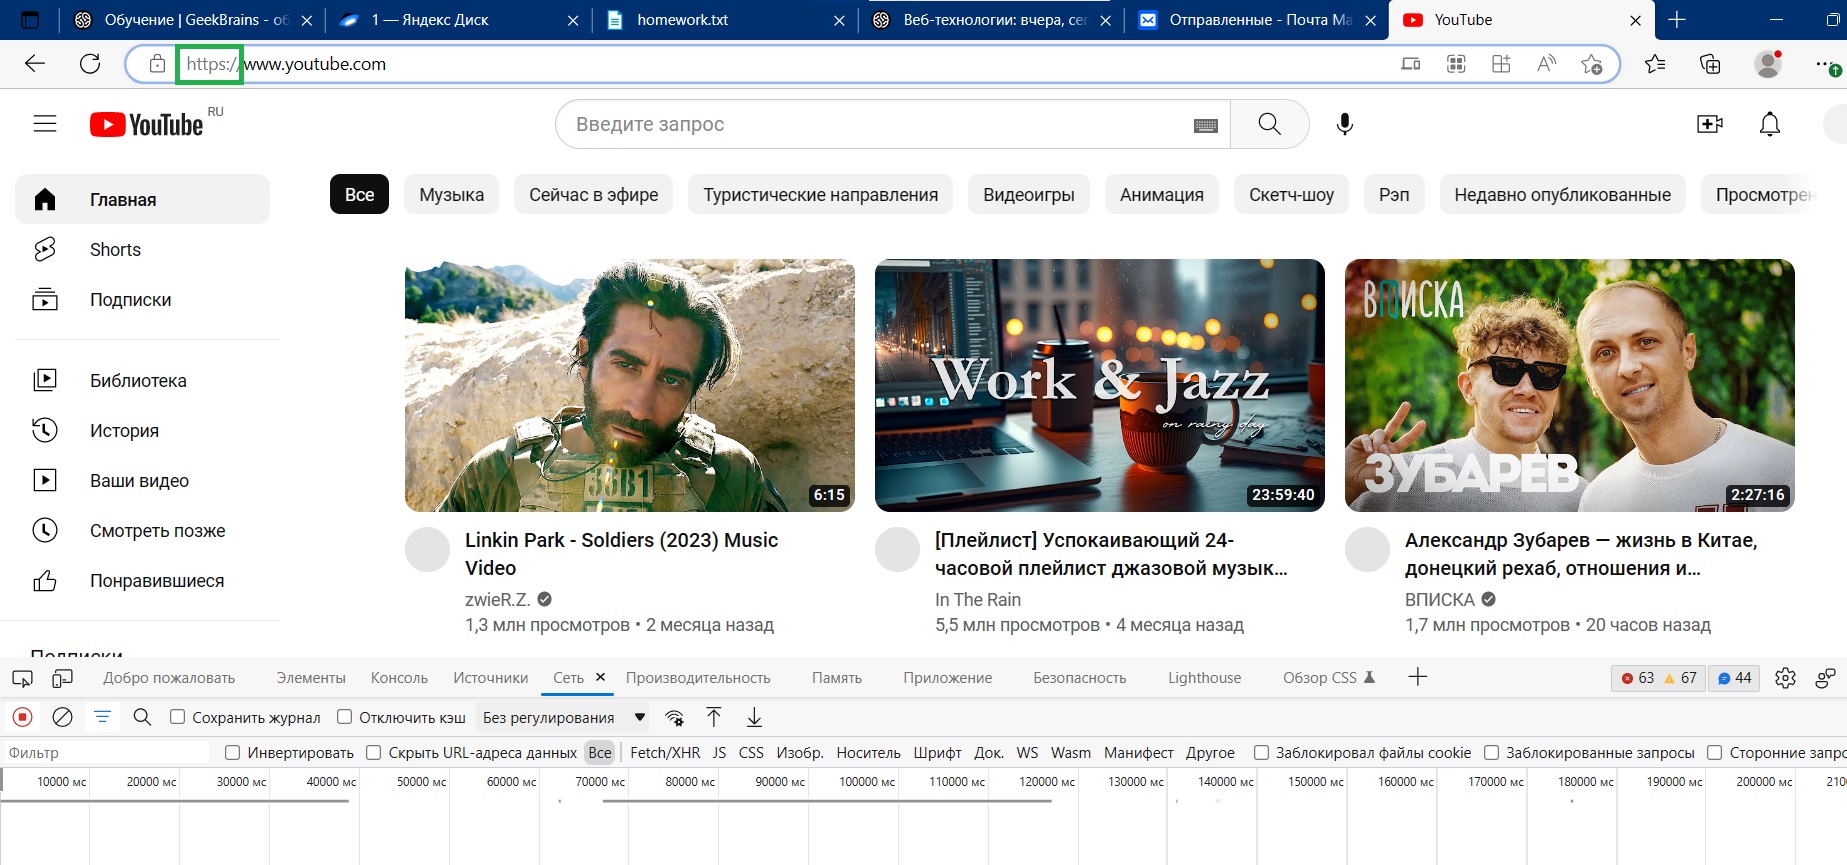 Обучение | GeekBrains - об
1 — Яндекс Диск
homework.txt
Веб-технологии: вчера, сег
Отправленные - Почта Ma
YouTube
https://www.youtube.com
YouTube RU
Введите запрос
Главная
Shorts
Подписки
Библиотека
История
Ваши видео
Смотреть позже
Понравившиеся
Подписки
Все
Музыка
Сейчас в эфире
Туристические направления
Видеоигры
Анимация
Скетч-шоу
Рэп
Недавно опубликованные
Просмотрен
6:15
Linkin Park - Soldiers (2023) Music
Video
zwieR.Z.
1,3 млн просмотров • 2 месяца назад
Work & Jazz
on rainy day
23:59:40
[Плейлист] Успокаивающий 24-
часовой плейлист джазовой музык...
In The Rain
5,5 млн просмотров • 4 месяца назад
ВПИСКА
ЗУБАРЕВ
2:27:16
Александр Зубарев — жизнь в Китае,
донецкий рехаб, отношения и...
ВПИСКА
1,7 млн просмотров • 20 часов назад
Добро пожаловать
Элементы
Консоль
Источники
Сеть
Производительность
Память
Приложение
Безопасность
Lighthouse
Обзор CSS
63
67
44
Сохранить журнал
Отключить кэш
Без регулирования
Фильтр
Инвертировать
Скрыть URL-адреса данных
Все
Fetch/XHR
JS
CSS
Изобр.
Носитель
Шрифт
Док.
WS
Wasm
Манифест
Другое
Заблокировал файлы cookie
Заблокированные запросы
Сторонние запро
10000 мс
20000 мс
30000 мс
40000 мс
50000 мс
60000 мс
70000 мс
80000 мс
90000 мс
100000 мс
110000 мс
120000 мс
130000 мс
140000 мс
150000 мс
160000 мс
170000 мс
180000 мс
190000 мс
200000 мс
210